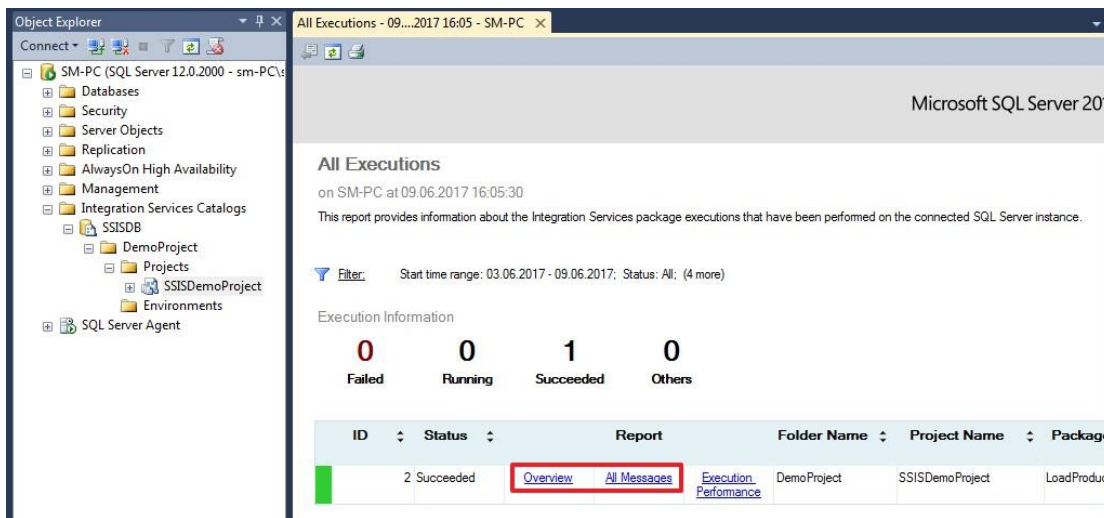 Object Explorer
Connect
SM-PC (SQL Server 12.0.2000 - sm-PC\s
Databases
Security
Server Objects
Replication
AlwaysOn High Availability
Management
Integration Services Catalogs
SSISDB
DemoProject
Projects
SSISDemoProject
Environments
SQL Server Agent
All Executions - 09....2017 16:05 - SM-PC
Microsoft SQL Server 201
All Executions
on SM-PC at 09.06.2017 16:05:30
This report provides information about the Integration Services package executions that have been performed on the connected SQL Server instance.
Filter: Start time range: 03.06.2017 - 09.06.2017; Status: All; (4 more)
Execution Information
0 0 1 0
Failed Running Succeeded Others
ID Status Report Folder Name Project Name Packag
2 Succeeded Overview All Messages Execution Performance DemoProject SSISDemoProject LoadProduc